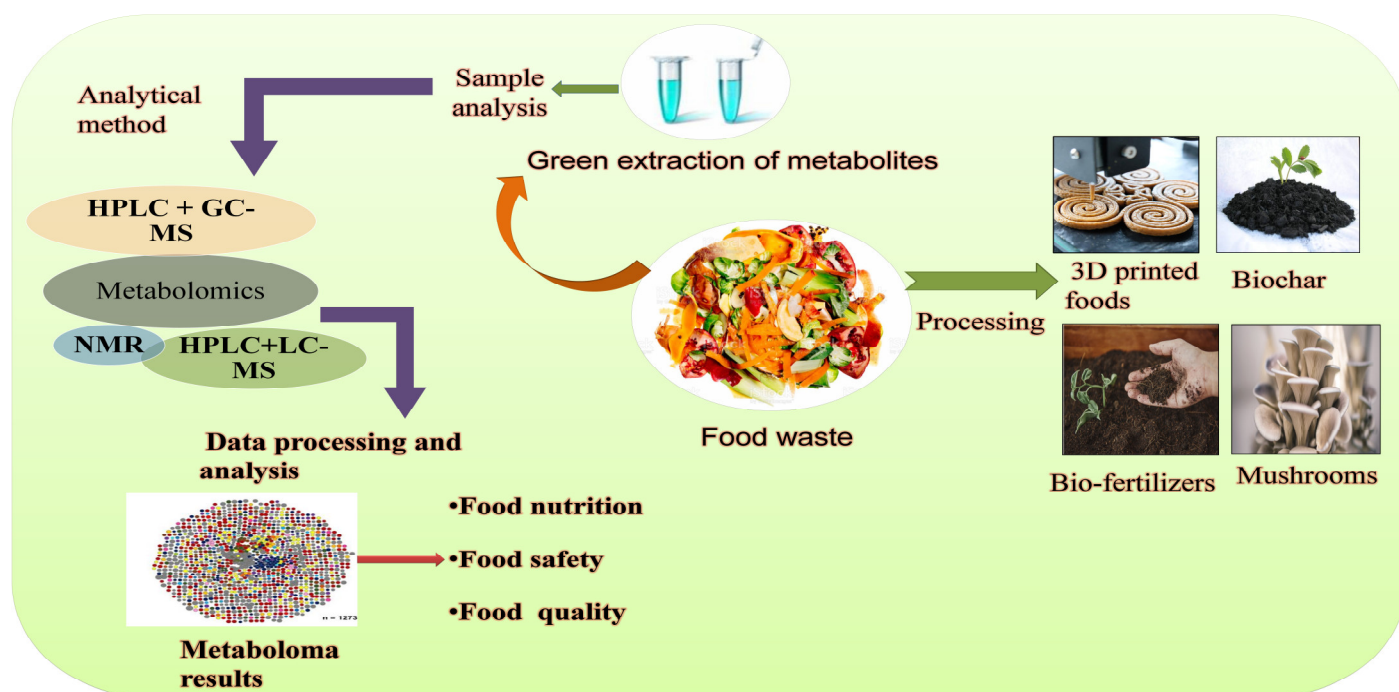 Sample
analysis
Analytical
method
Green extraction of metabolites
HPLC + GC-
MS
Metabolomics
NMR
HPLC+LC-
MS
3D printed
foods
Biochar
Processing
Food waste
Bio-fertilizers
Mushrooms
Data processing and
analysis
•Food nutrition
•Food safety
•Food quality
n = 1273
Metaboloma
results